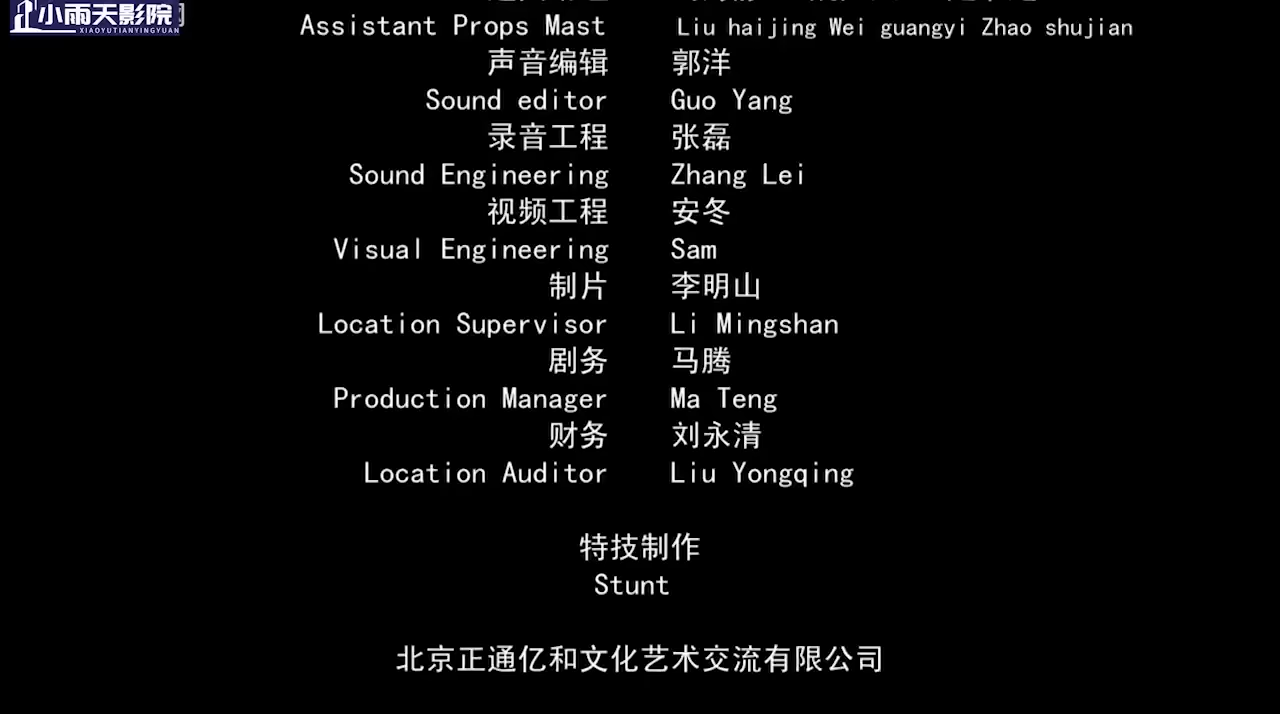 小雨天影院
XIAOYUTIANYINGYUAN
Assistant Props Mast Liu haijing Wei guangyi Zhao shujian
声音编辑 郭洋
Sound editor Guo Yang
录音工程 张磊
Sound Engineering Zhang Lei
视频工程 安冬
Visual Engineering Sam
制片 李明山
Location Supervisor Li Mingshan
剧务 马腾
Production Manager Ma Teng
财务 刘永清
Location Auditor Liu Yongqing
特技制作
Stunt
北京正通亿和文化艺术交流有限公司